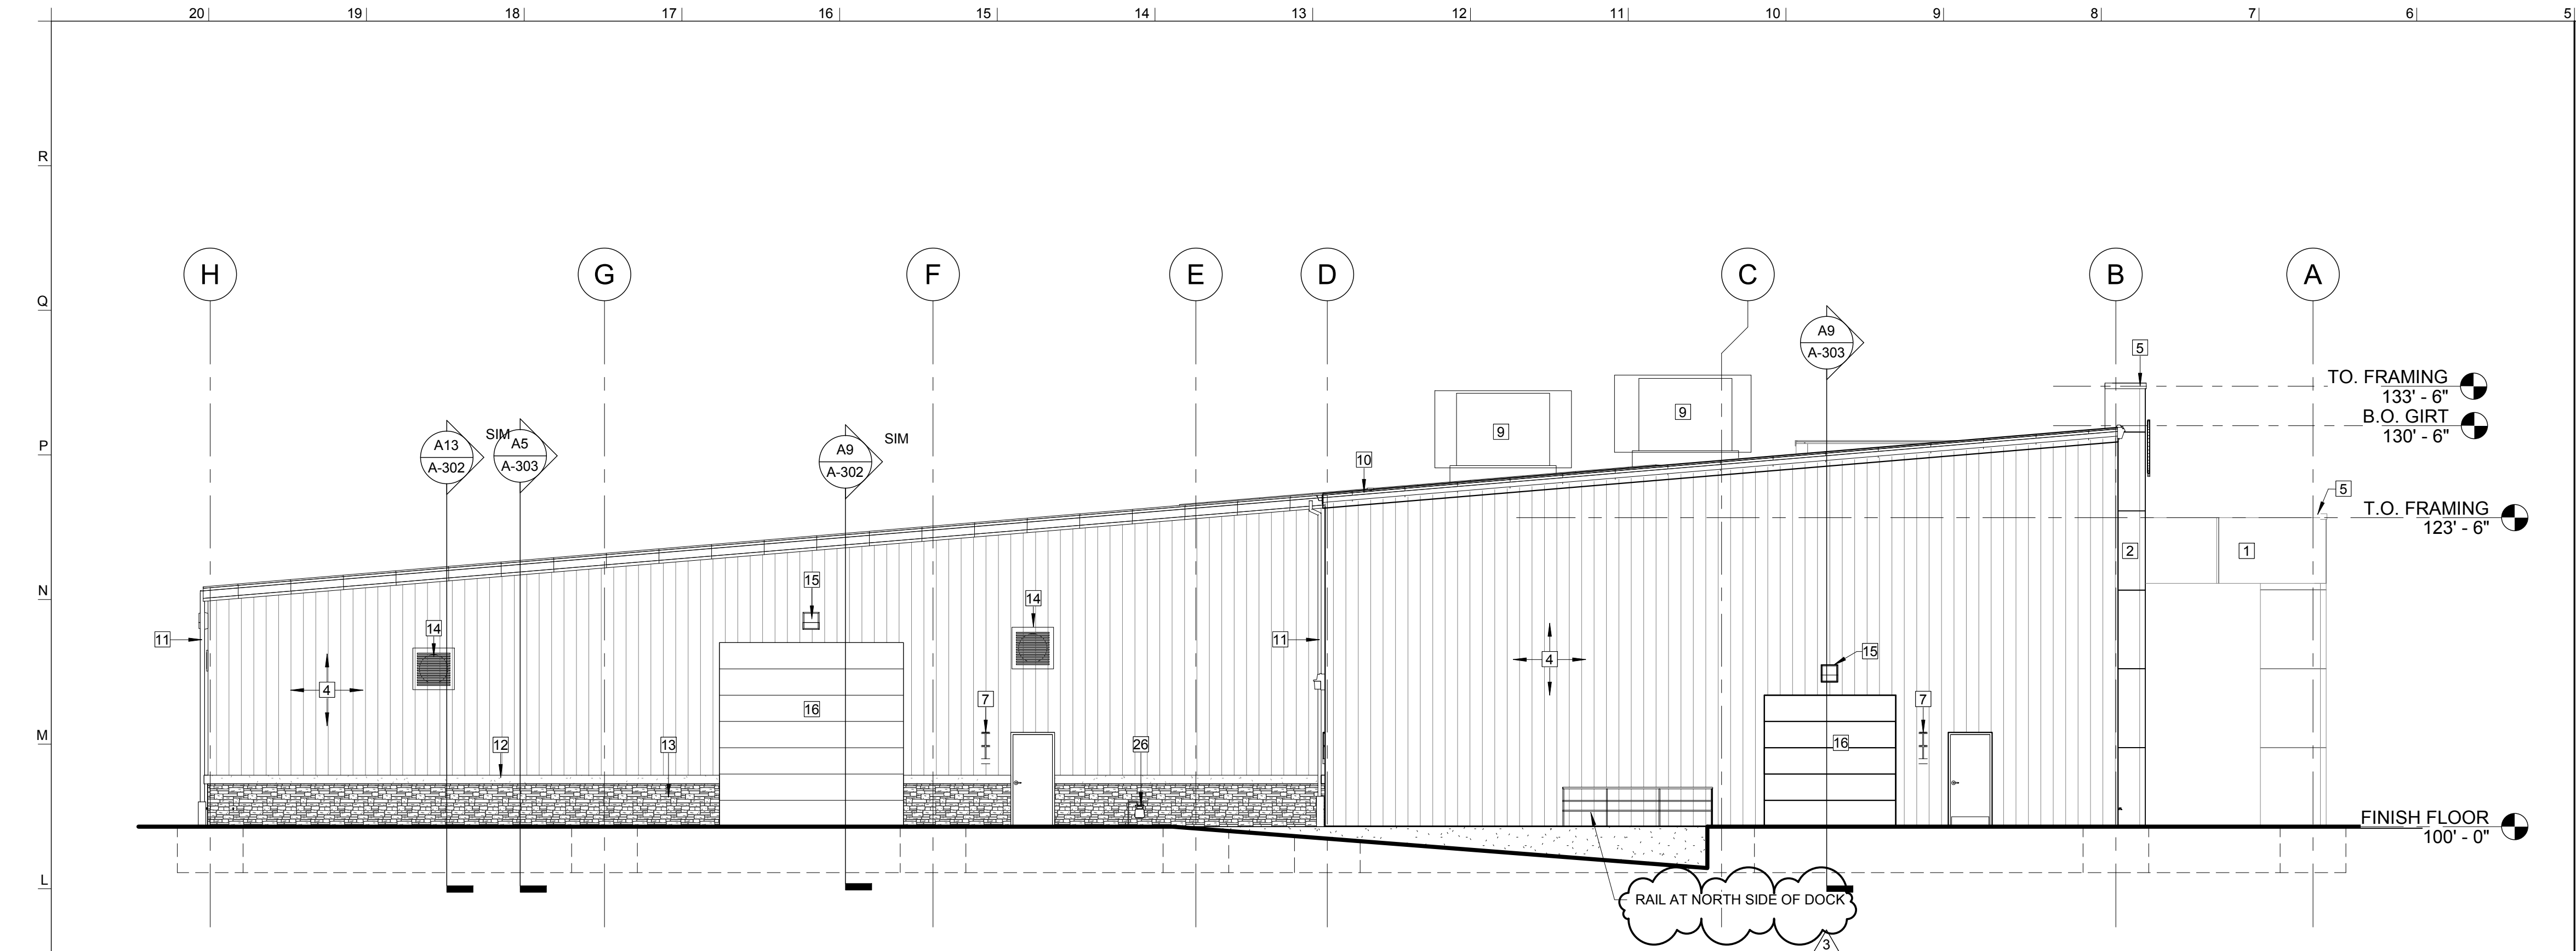 20 19 18 17 16 15 14 13 12 11 10 9 8 7 6 5
R
Q
P
N
M
L
H G F E D C B A
A9
A-303
5
TO. FRAMING
133' - 6"
B.O. GIRT
130' - 6"
9
9
A13
A-302
SIM
A5
A-303
A9
A-302
SIM
10
5
T.O. FRAMING
123' - 6"
2
1
15
14
14
11
11
4
4
15
7
7
16
16
12
13
26
FINISH FLOOR
100' - 0"
RAIL AT NORTH SIDE OF DOCK
3